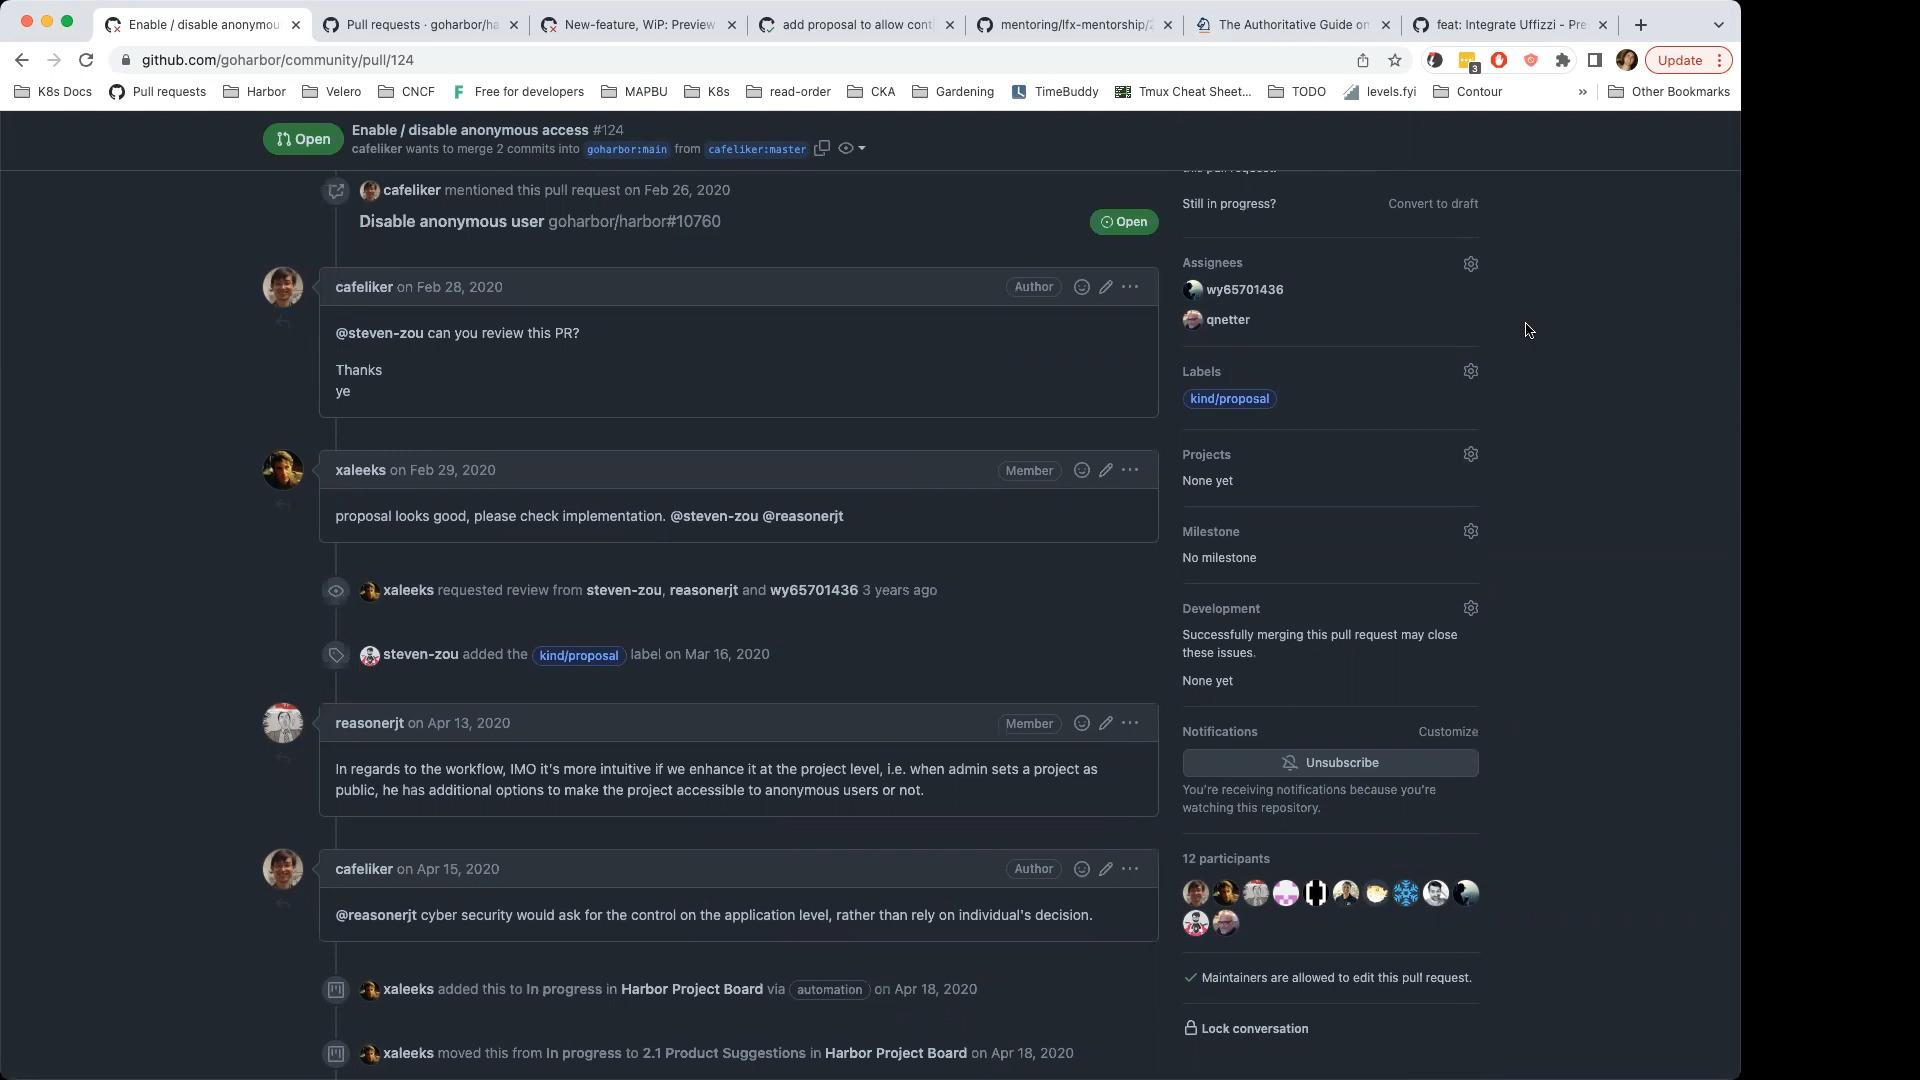 Enable / disable anonymou
Pull requests · goharbor/ha
New-feature, WiP: Preview
add proposal to allow cont
mentoring/lfx-mentorship/2
The Authoritative Guide on
feat: Integrate Uffizzi - Pre
github.com/goharbor/community/pull/124
3
Update
K8s Docs
Pull requests
Harbor
Velero
CNCF
Free for developers
MAPBU
K8s
read-order
CKA
Gardening
TimeBuddy
Tmux Cheat Sheet...
TODO
levels.fyi
Contour
»
Other Bookmarks
Open
Enable / disable anonymous access #124
cafeliker wants to merge 2 commits into goharbor:main from cafeliker:master
cafeliker mentioned this pull request on Feb 26, 2020
Disable anonymous user goharbor/harbor#10760
Open
cafeliker on Feb 28, 2020
Author
@steven-zou can you review this PR?
Thanks
ye
xaleeks on Feb 29, 2020
Member
proposal looks good, please check implementation. @steven-zou @reasonerjt
xaleeks requested review from steven-zou, reasonerjt and wy65701436 3 years ago
steven-zou added the kind/proposal label on Mar 16, 2020
reasonerjt on Apr 13, 2020
Member
In regards to the workflow, IMO it's more intuitive if we enhance it at the project level, i.e. when admin sets a project as
public, he has additional options to make the project accessible to anonymous users or not.
cafeliker on Apr 15, 2020
Author
@reasonerjt cyber security would ask for the control on the application level, rather than rely on individual's decision.
xaleeks added this to In progress in Harbor Project Board via automation on Apr 18, 2020
xaleeks moved this from In progress to 2.1 Product Suggestions in Harbor Project Board on Apr 18, 2020
this pull request.
Still in progress?
Convert to draft
Assignees
wy65701436
qnetter
Labels
kind/proposal
Projects
None yet
Milestone
No milestone
Development
Successfully merging this pull request may close
these issues.
None yet
Notifications
Customize
Unsubscribe
You're receiving notifications because you're
watching this repository.
12 participants
Maintainers are allowed to edit this pull request.
Lock conversation